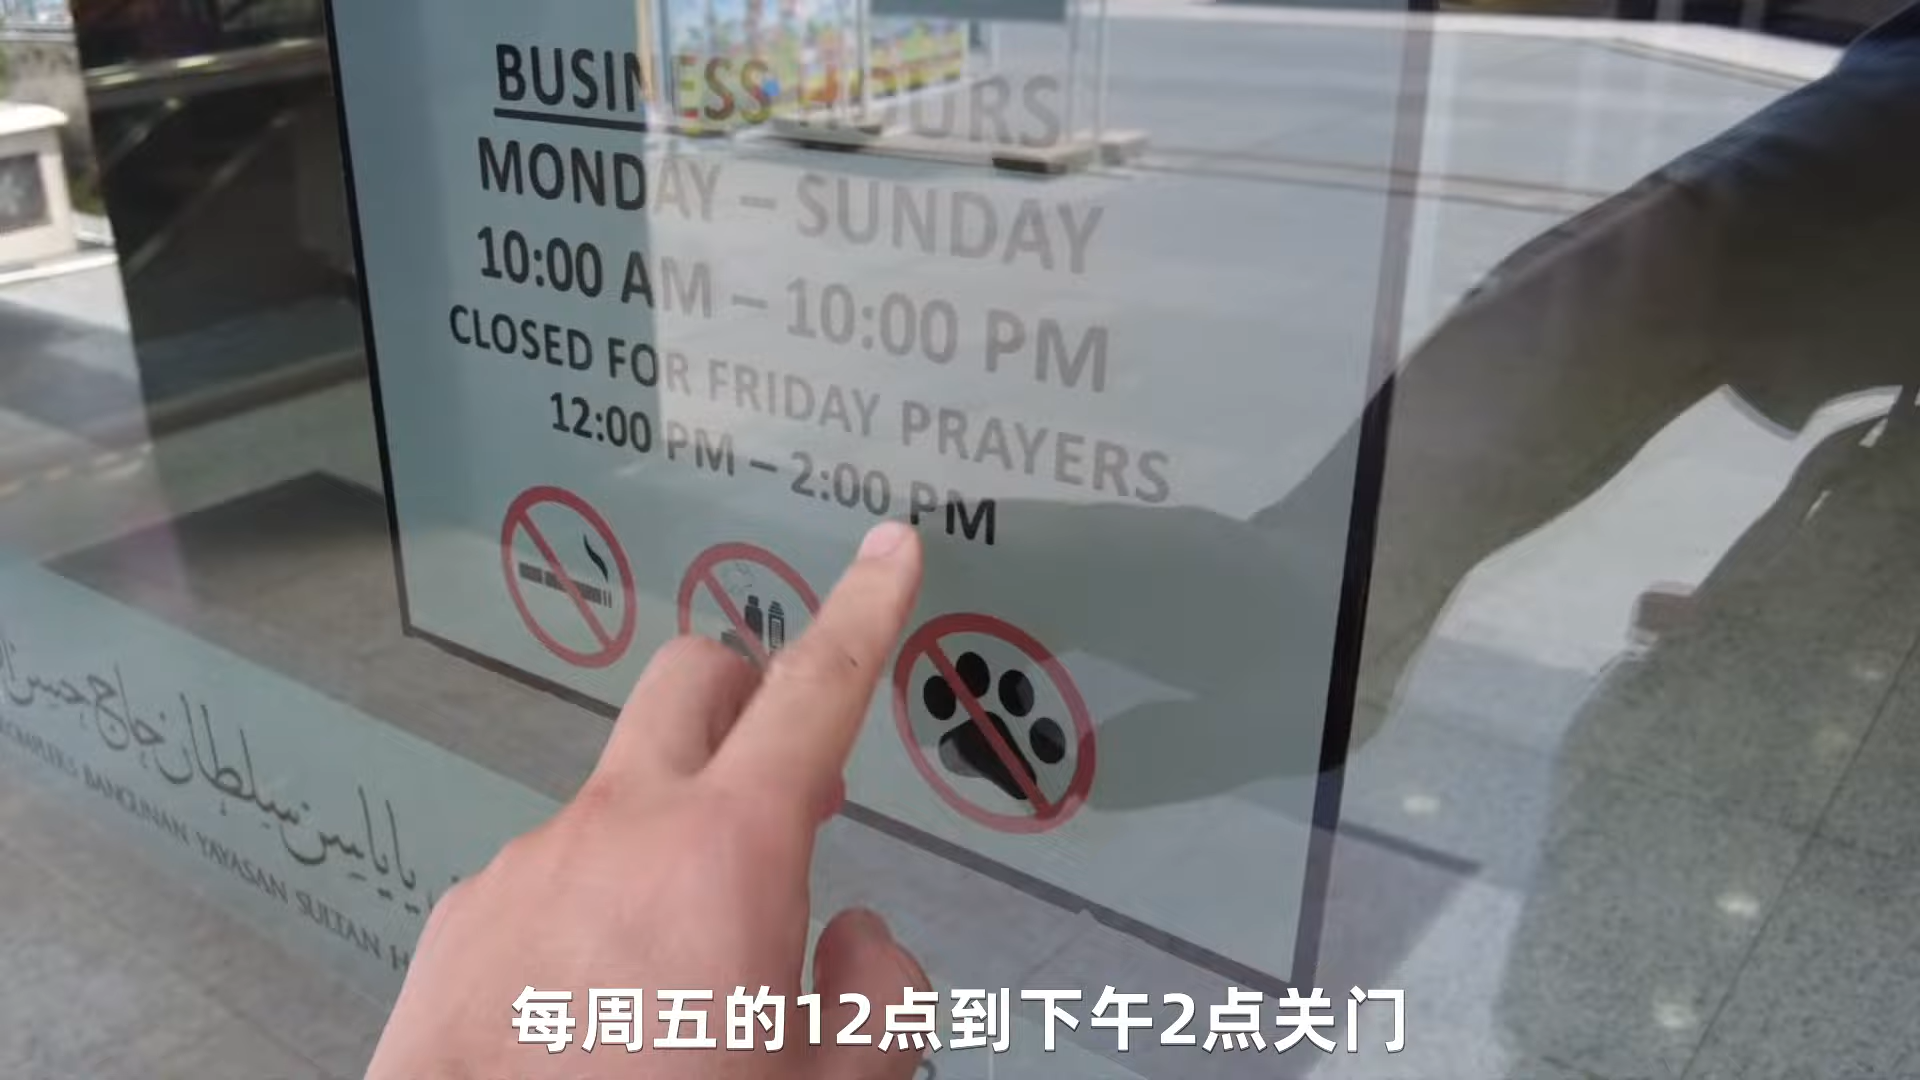 BUSINESS HOURS
MONDAY – SUNDAY
10:00 AM – 10:00 PM
CLOSED FOR FRIDAY PRAYERS
12:00 PM – 2:00 PM
BANGUNAN YAYASAN SULTAN
每周五的12点到下午2点关门